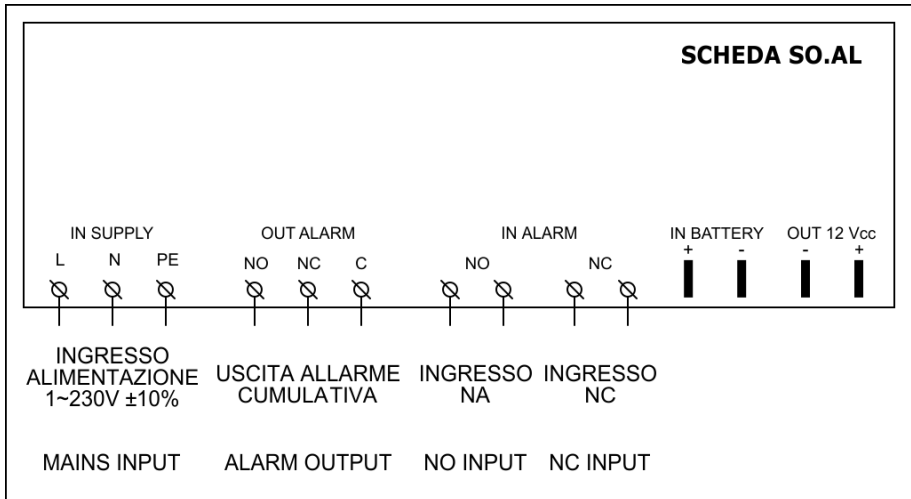 SCHEDA SO.AL
IN SUPPLY OUT ALARM IN ALARM IN BATTERY OUT 12 Vcc
L N PE NO NC C NO NC + - - +
INGRESSO ALIMENTAZIONE 1~230V ±10%
USCITA ALLARME CUMULATIVA
INGRESSO NA
INGRESSO NC
MAINS INPUT ALARM OUTPUT NO INPUT NC INPUT